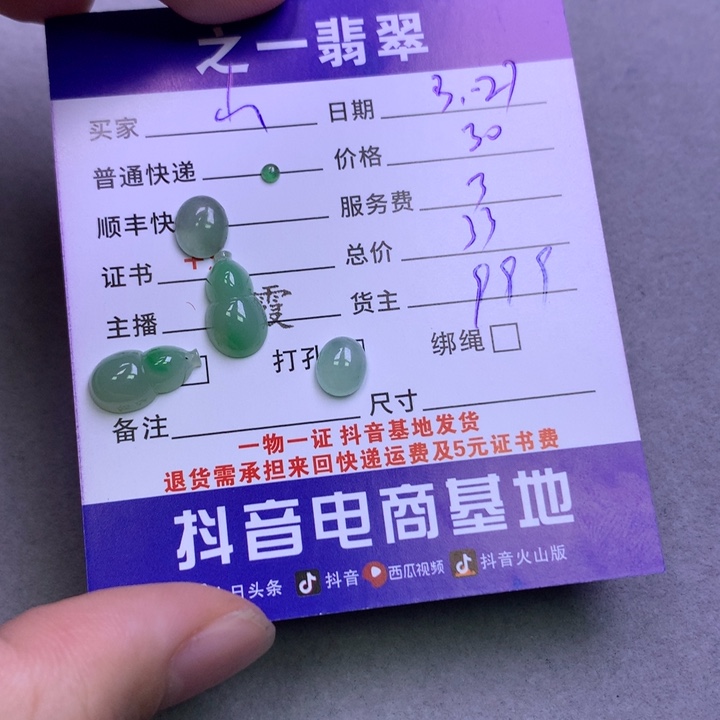 之一翡翠
买家 山 日期 3.27
普通快递 价格 30
顺丰快 服务费 3
证书 总价 33
主播 霞 货主 999
打孔 绑绳
备注 尺寸
一物一证 抖音基地发货
退货需承担来回快递运费及5元证书费
抖音电商基地
日头条 抖音 西瓜视频 抖音火山版